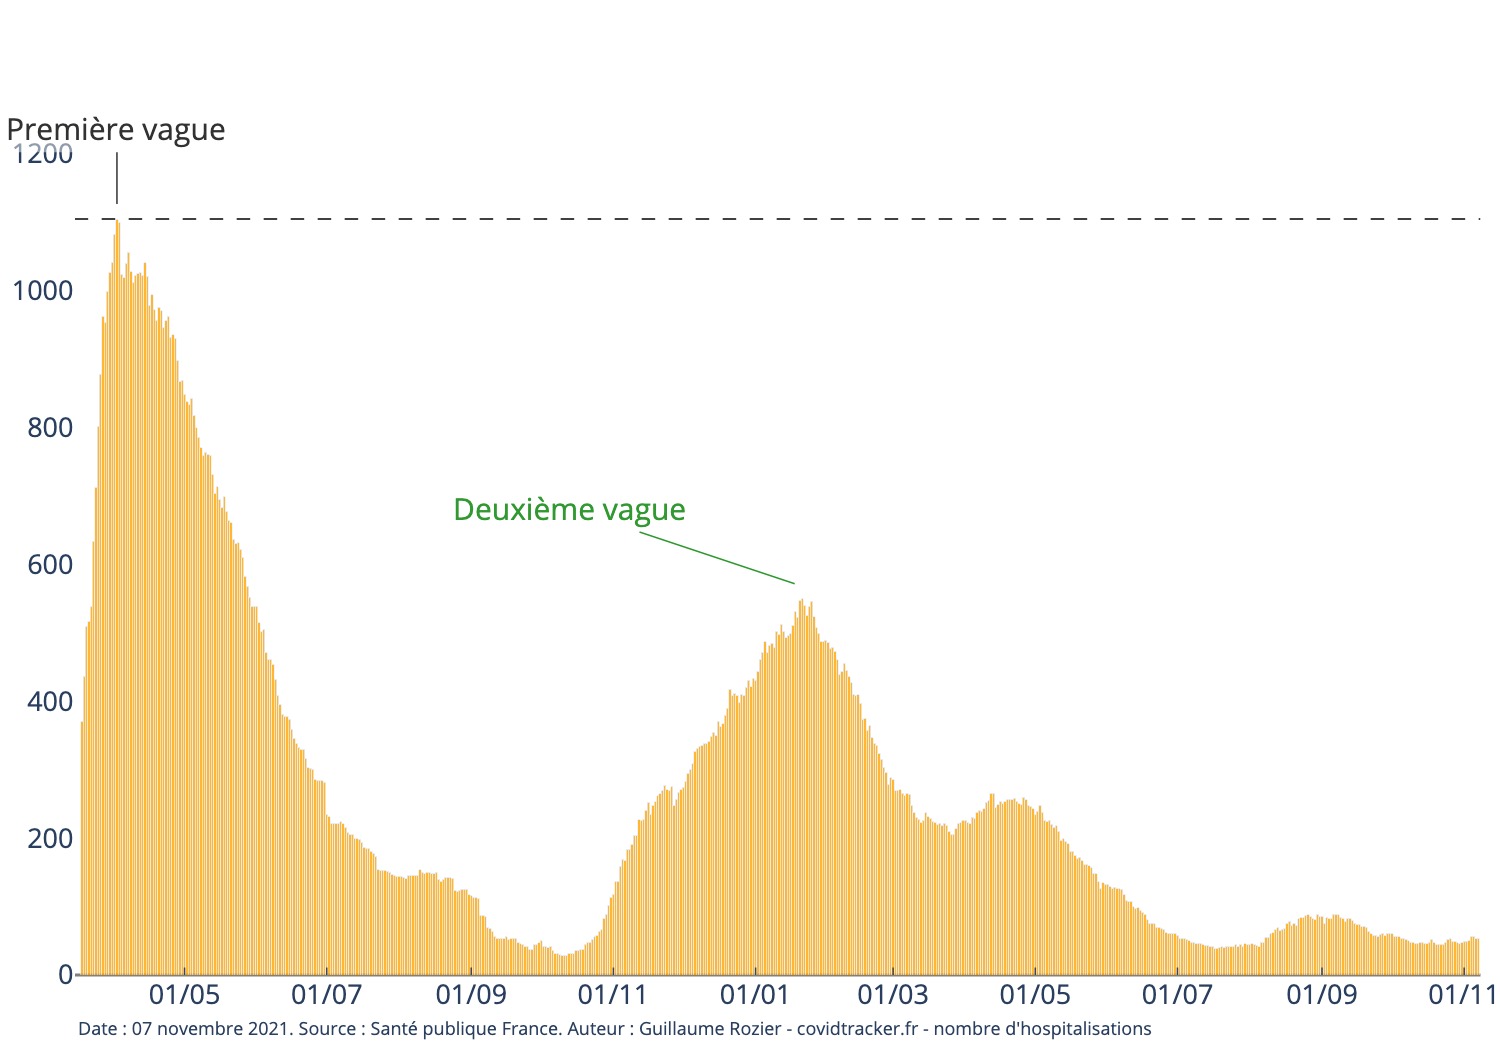 Première vague
1200
1000
800
Deuxième vague
600
400
200
0
01/05 01/07 01/09 01/11 01/01 01/03 01/05 01/07 01/09 01/11
Date : 07 novembre 2021. Source : Santé publique France. Auteur : Guillaume Rozier - covidtracker.fr - nombre d'hospitalisations